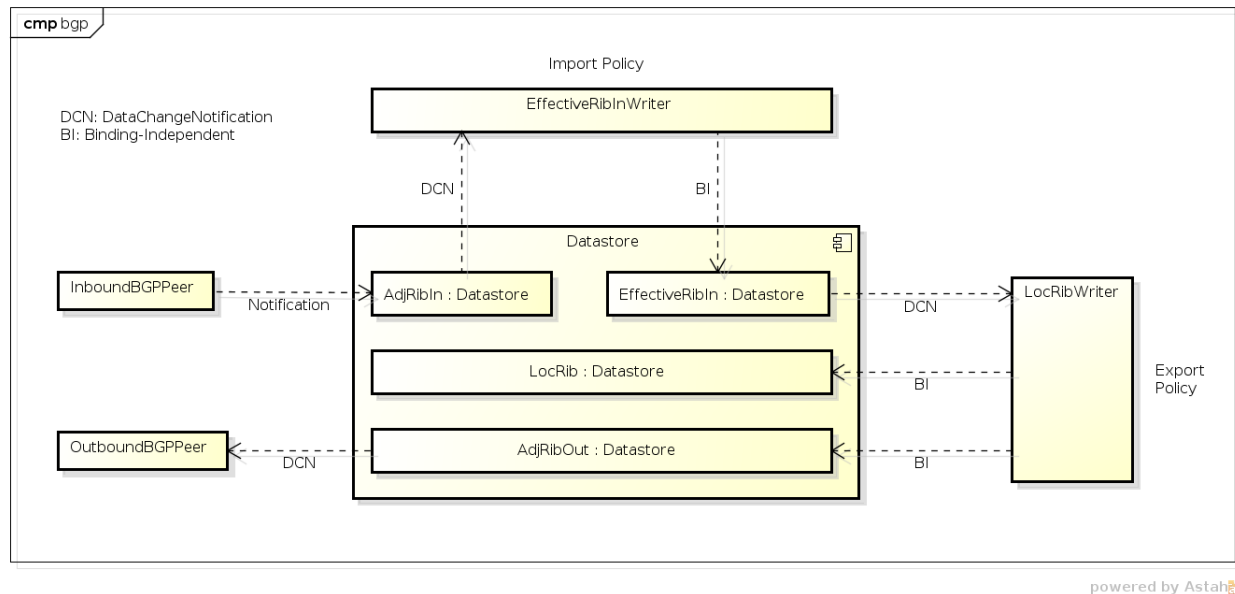 cmp bgp
Import Policy
EffectiveRibInWriter
DCN: DataChangeNotification
BI: Binding-Independent
DCN
BI
Datastore
InboundBGPPeer
Notification
AdjRibIn : Datastore
EffectiveRibIn : Datastore
DCN
LocRibWriter
LocRib : Datastore
BI
Export
Policy
OutboundBGPPeer
DCN
AdjRibOut : Datastore
BI
powered by Astah